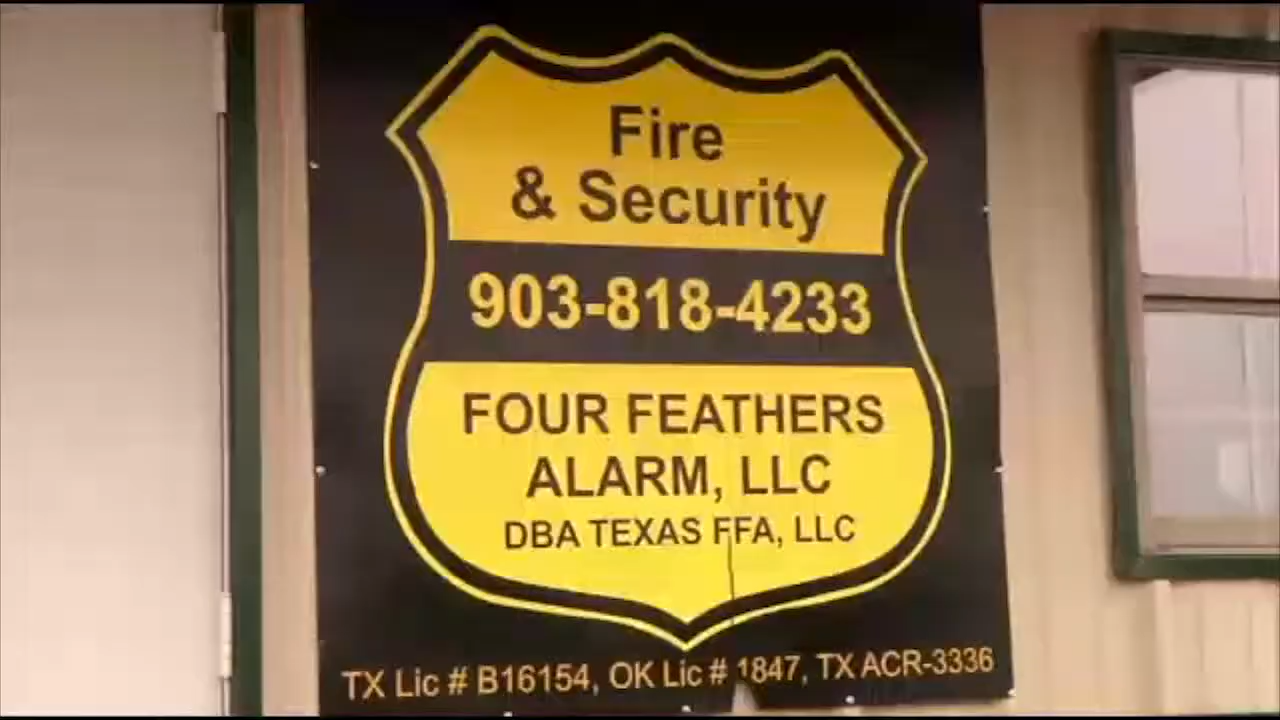 Fire
& Security
903-818-4233
FOUR FEATHERS
ALARM, LLC
DBA TEXAS FFA, LLC
TX Lic # B16154, OK Lic # 1847, TX ACR-3336